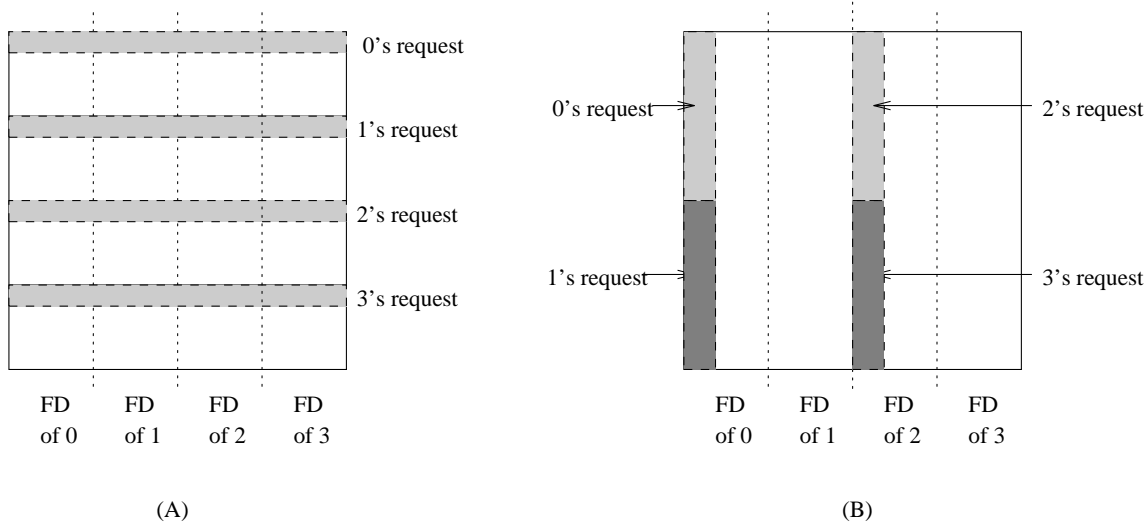 0's request
1's request
2's request
3's request
FD of 0
FD of 1
FD of 2
FD of 3
(A)
0's request
2's request
1's request
3's request
FD of 0
FD of 1
FD of 2
FD of 3
(B)